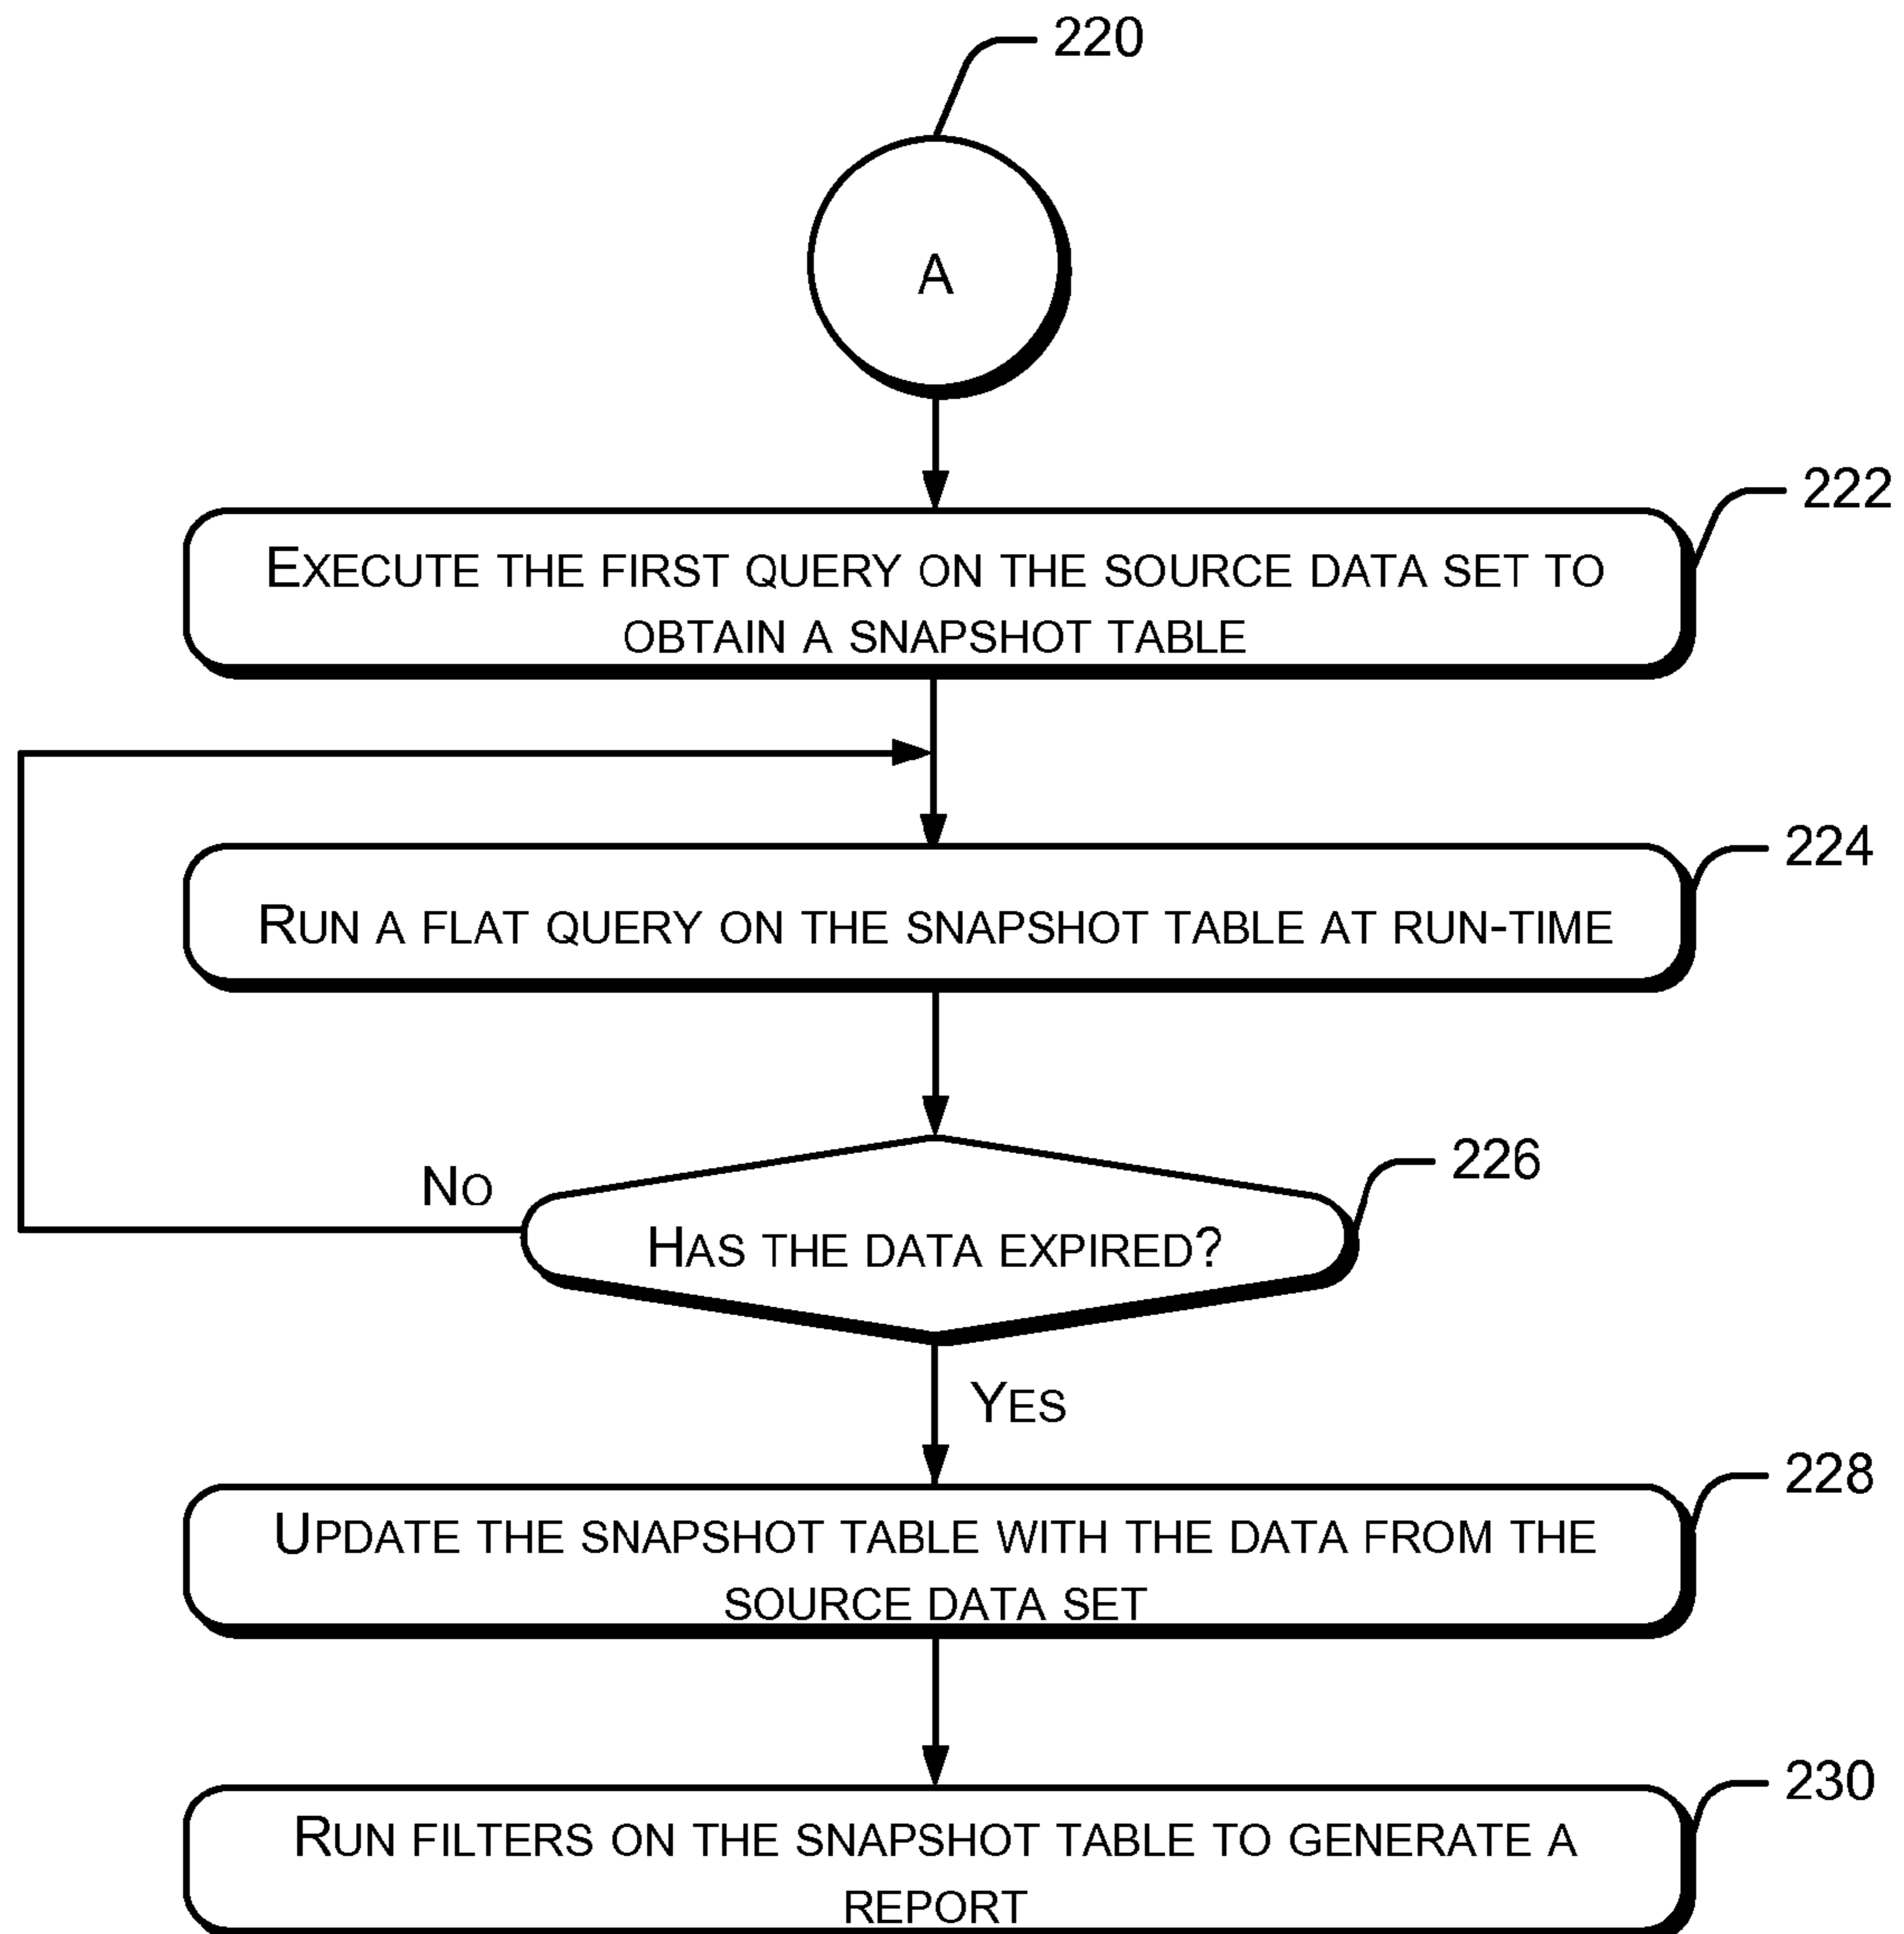 220
A
222
EXECUTE THE FIRST QUERY ON THE SOURCE DATA SET TO
OBTAIN A SNAPSHOT TABLE
224
RUN A FLAT QUERY ON THE SNAPSHOT TABLE AT RUN-TIME
226
NO
HAS THE DATA EXPIRED?
YES
228
UPDATE THE SNAPSHOT TABLE WITH THE DATA FROM THE
SOURCE DATA SET
230
RUN FILTERS ON THE SNAPSHOT TABLE TO GENERATE A
REPORT